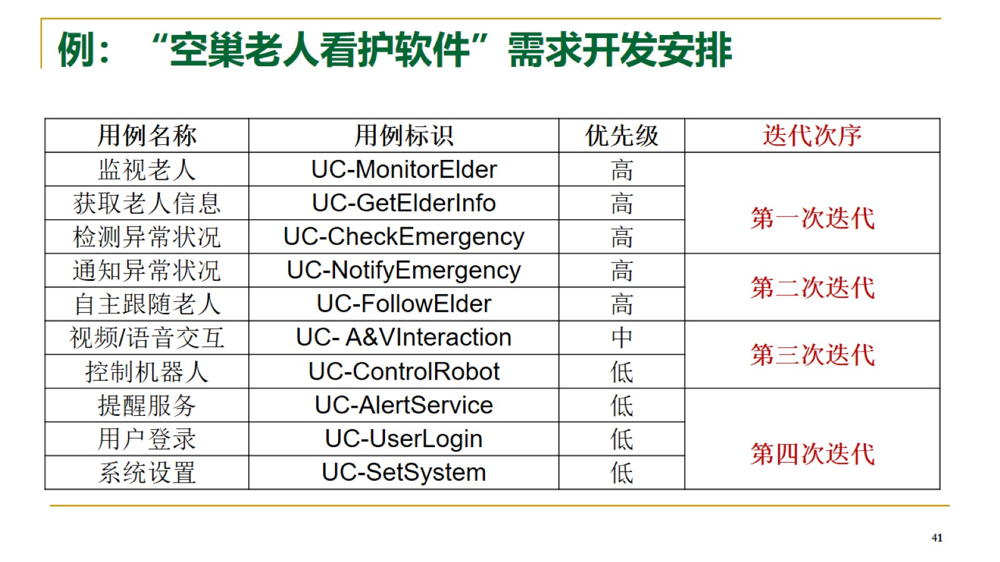 例：“空巢老人看护软件”需求开发安排
用例名称 用例标识 优先级 迭代次序
监视老人 UC-MonitorElder 高
获取老人信息 UC-GetElderInfo 高 第一次迭代
检测异常状况 UC-CheckEmergency 高
通知异常状况 UC-NotifyEmergency 高 第二次迭代
自主跟随老人 UC-FollowElder 高
视频/语音交互 UC- A&VInteraction 中 第三次迭代
控制机器人 UC-ControlRobot 低
提醒服务 UC-AlertService 低
用户登录 UC-UserLogin 低 第四次迭代
系统设置 UC-SetSystem 低
41